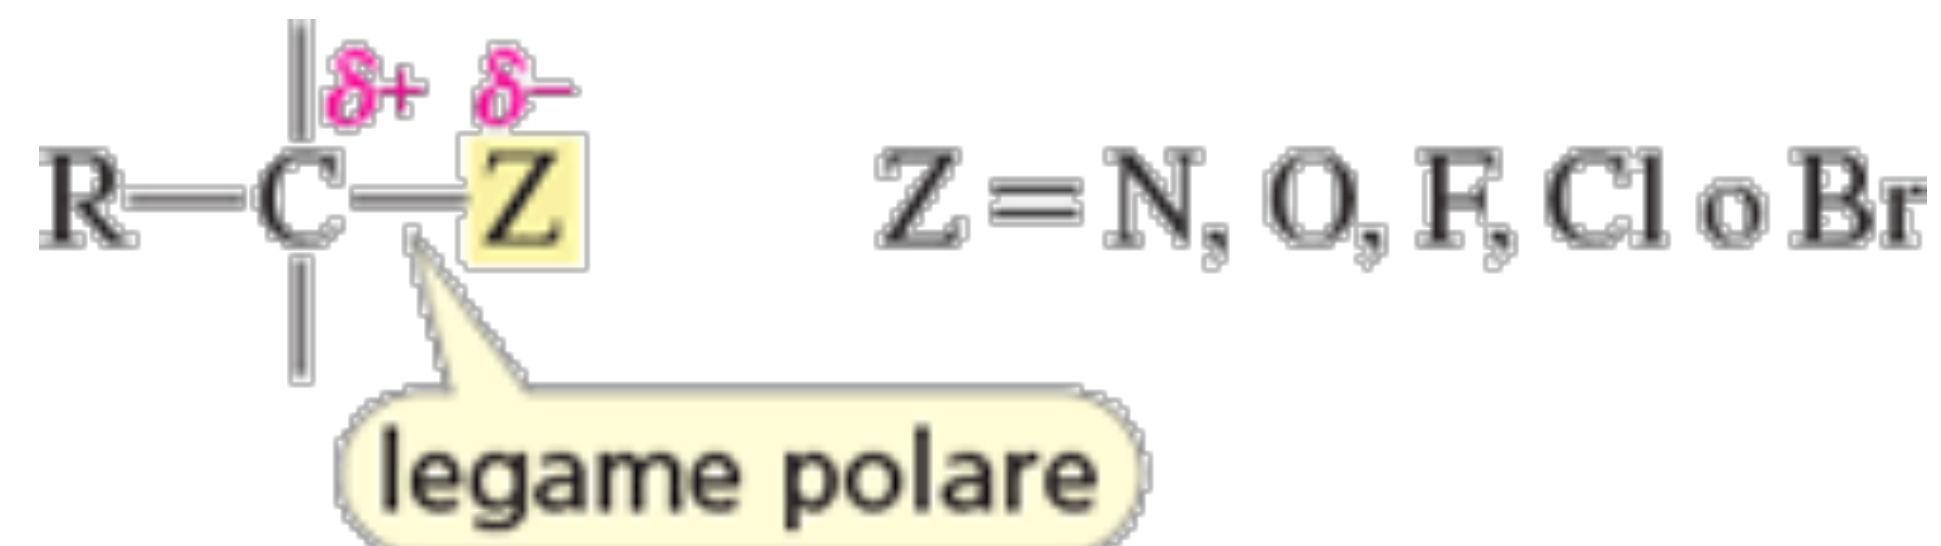 δ+ δ−
R—C—Z Z=N, O, F, Cl o Br
legame polare